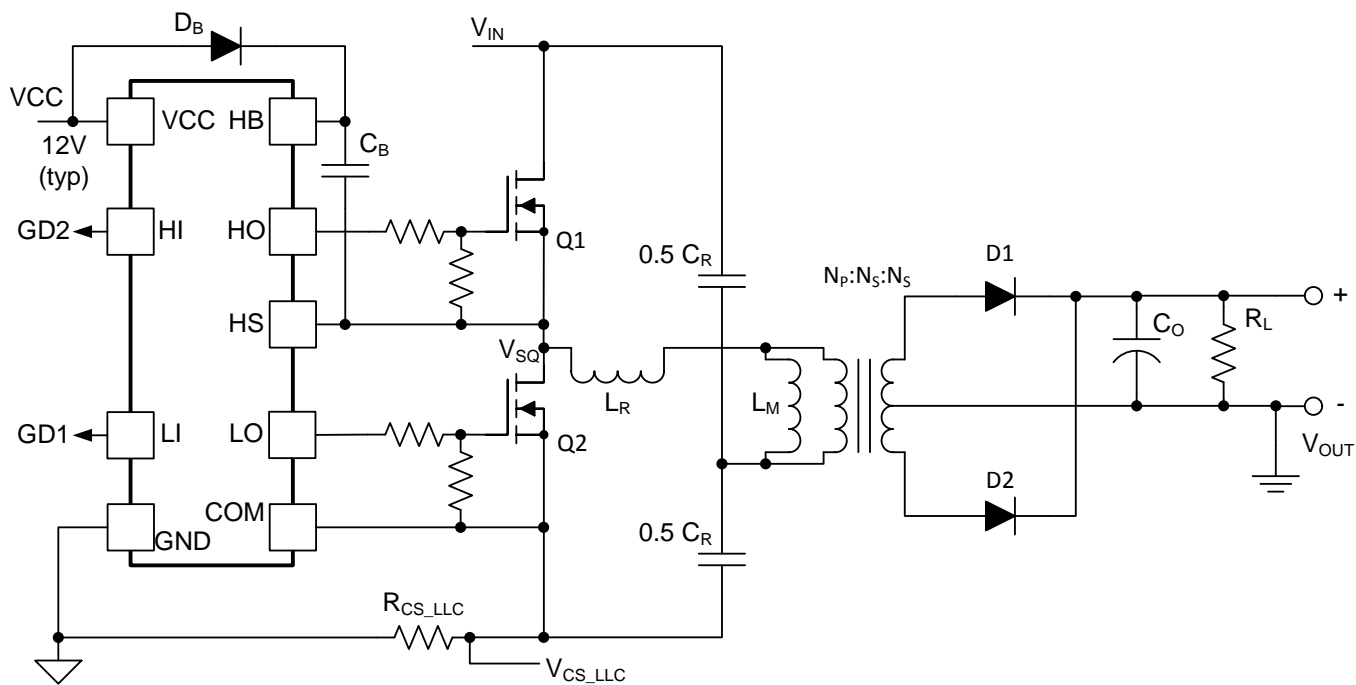 D_B
V_IN
VCC
VCC
HB
12V
(typ)
C_B
GD2
HI
HO
Q1
0.5 C_R
N_P:N_S:N_S
D1
+
HS
C_O
R_L
V_SQ
L_R
L_M
GD1
LI
LO
Q2
-
V_OUT
COM
D2
GND
0.5 C_R
R_CS_LLC
V_CS_LLC